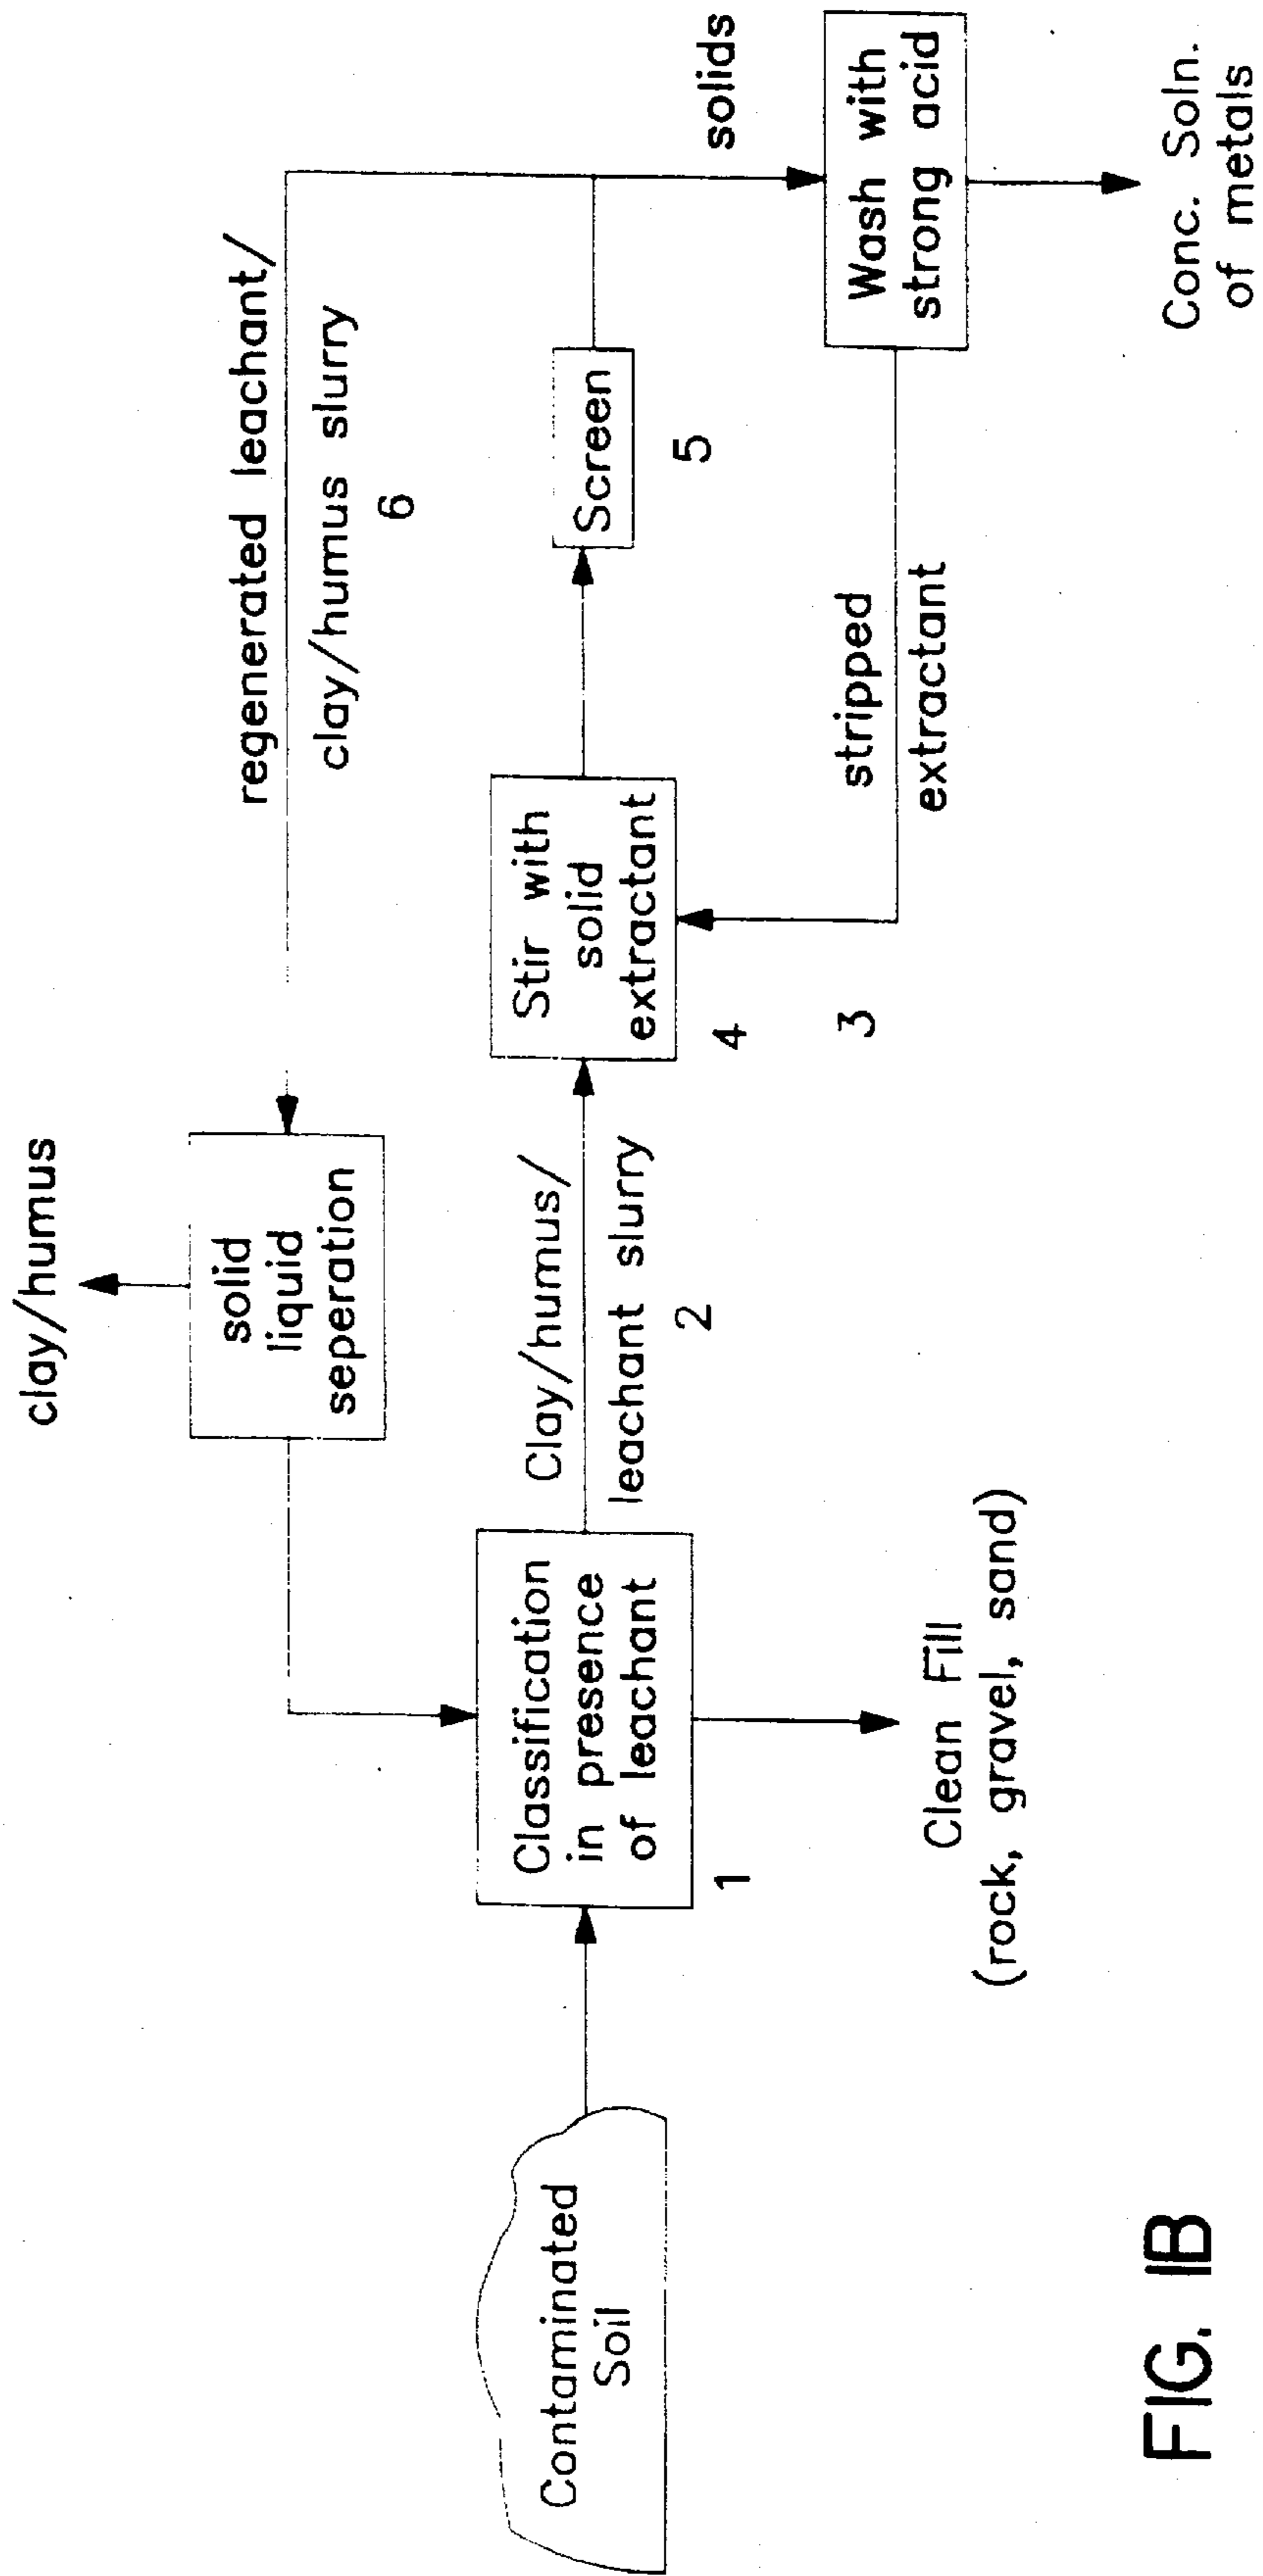 clay/humus
solid
liquid
seperation
regenerated leachant/
clay/humus slurry
6
Contaminated
Soil
Classification
in presence
of leachant
1
Clay/humus/
leachant slurry
2
Stir with
solid
extractant
4
3
Screen
5
solids
stripped
extractant
Wash with
strong acid
Clean Fill
(rock, gravel, sand)
Conc. Soln.
of metals
FIG. 1B